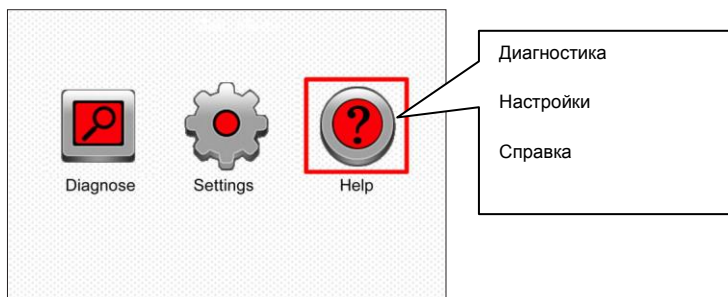 Diagnose Settings Help
Диагностика
Настройки
Справка